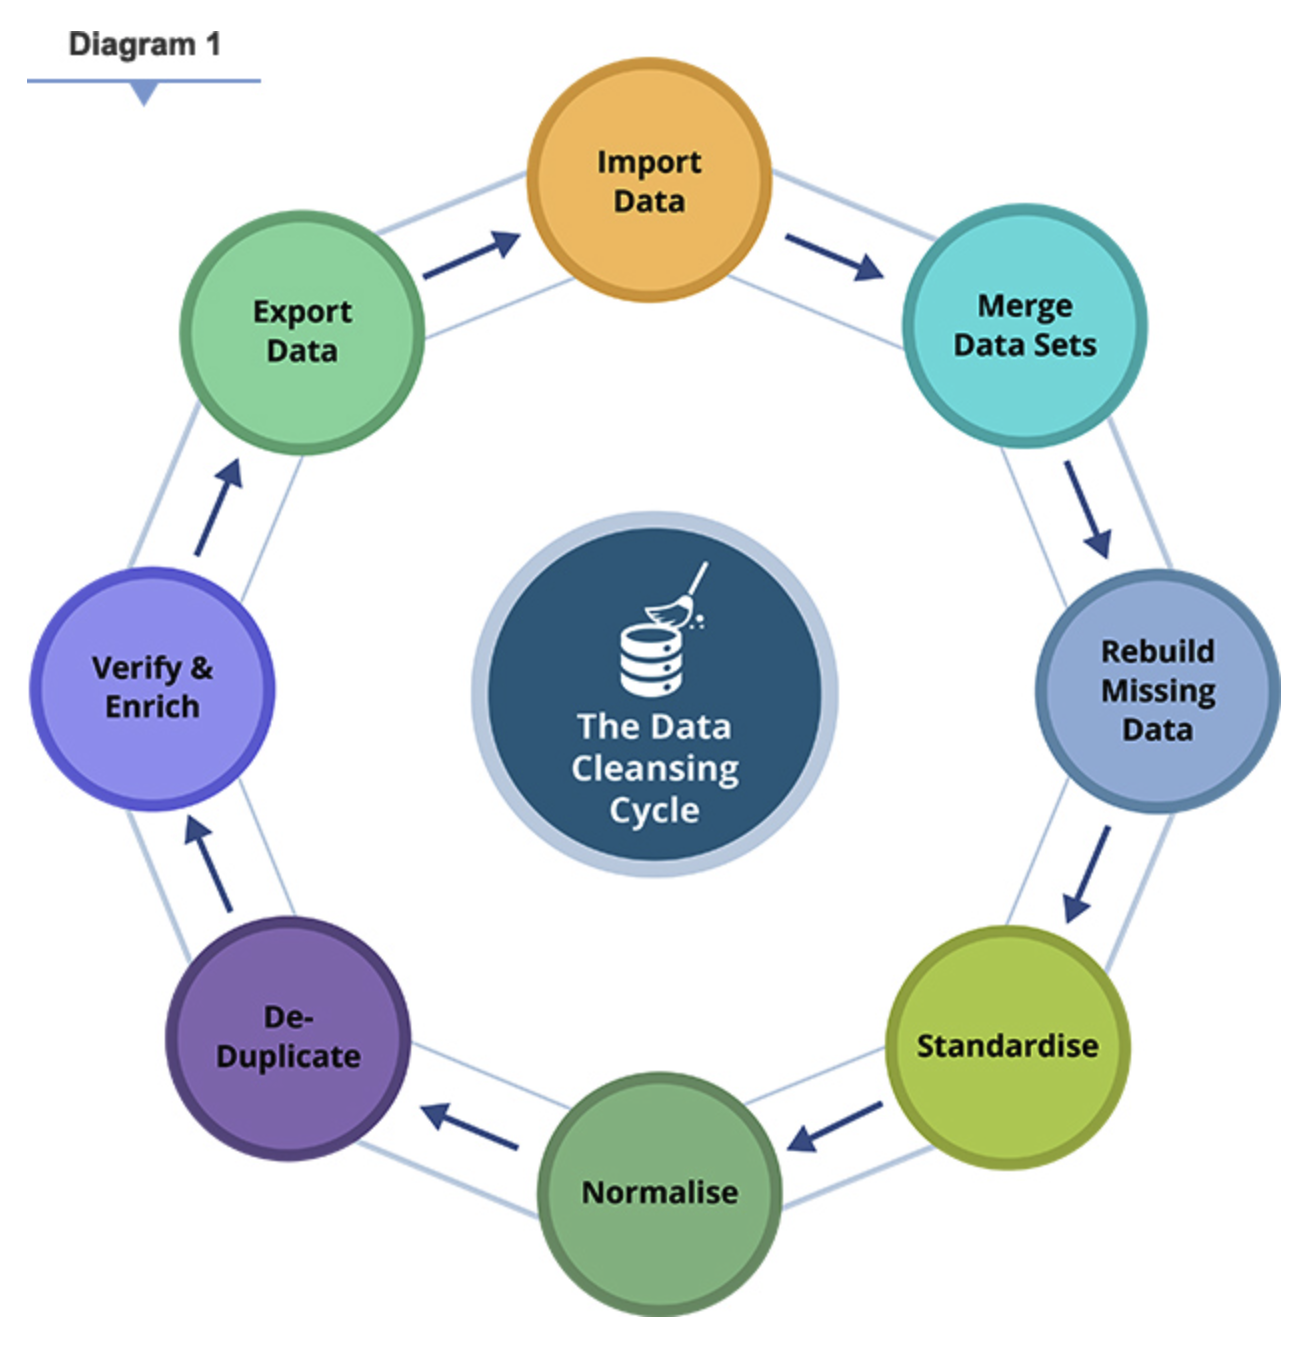 Diagram 1
Import
Data
Merge
Data Sets
Rebuild
Missing
Data
Standardise
Normalise
De-
Duplicate
Verify &
Enrich
Export
Data
The Data
Cleansing
Cycle